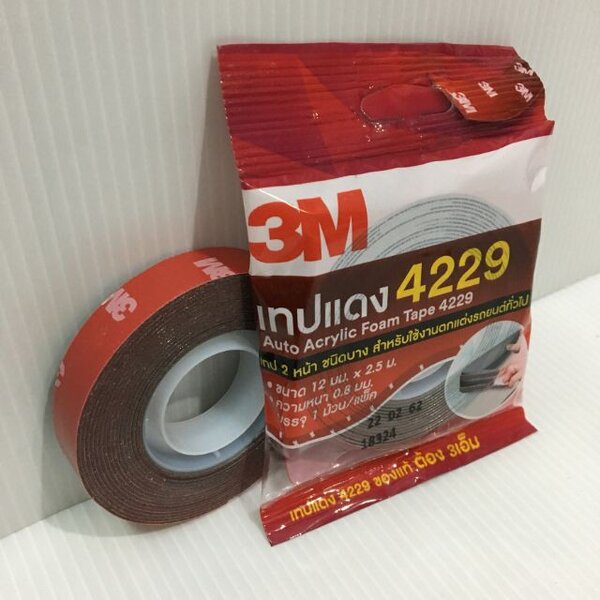 3M
3M
3M
เทปแดง 4229
Auto Acrylic Foam Tape 4229
เทป 2 หน้า ชนิดบาง สำหรับใช้งานตกแต่งรถยนต์ทั่วไป
• ขนาด 12 มม. x 2.5 ม.
• ความหนา 0.8 มม.
บรรจุ 1 ม้วน/แพ็ค
22 02 62
18324
เทปแดง 4229 ของแท้ ต้อง 3เอ็ม
3M
3M